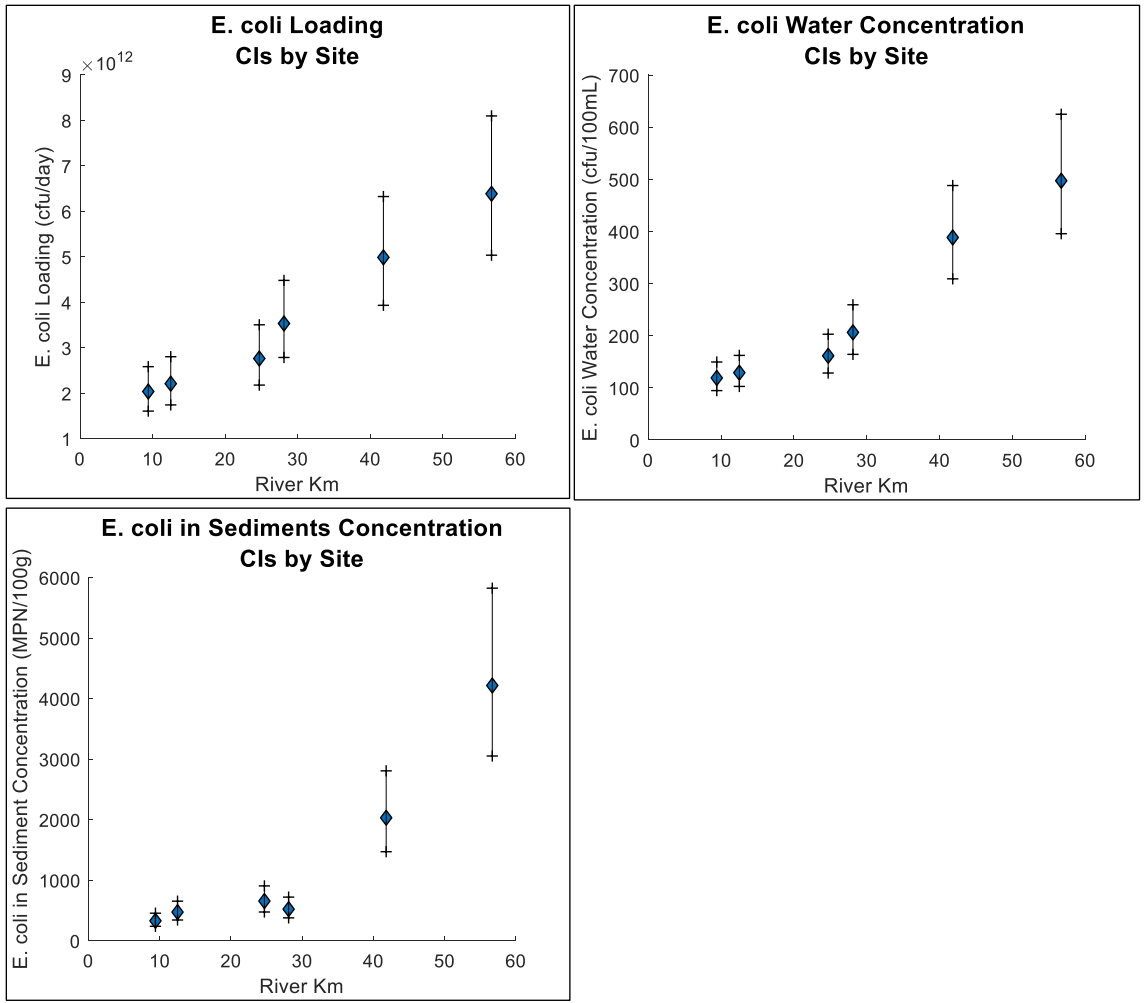 E. coli Loading
CIs by Site
×10^12
9
8
7
6
5
4
3
2
1
E. coli Loading (cfu/day)
0 10 20 30 40 50 60
River Km
E. coli Water Concentration
CIs by Site
700
600
500
400
300
200
100
0
E. coli Water Concentration (cfu/100mL)
0 10 20 30 40 50 60
River Km
E. coli in Sediments Concentration
CIs by Site
6000
5000
4000
3000
2000
1000
0
E. coli in Sediment Concentration (MPN/100g)
0 10 20 30 40 50 60
River Km